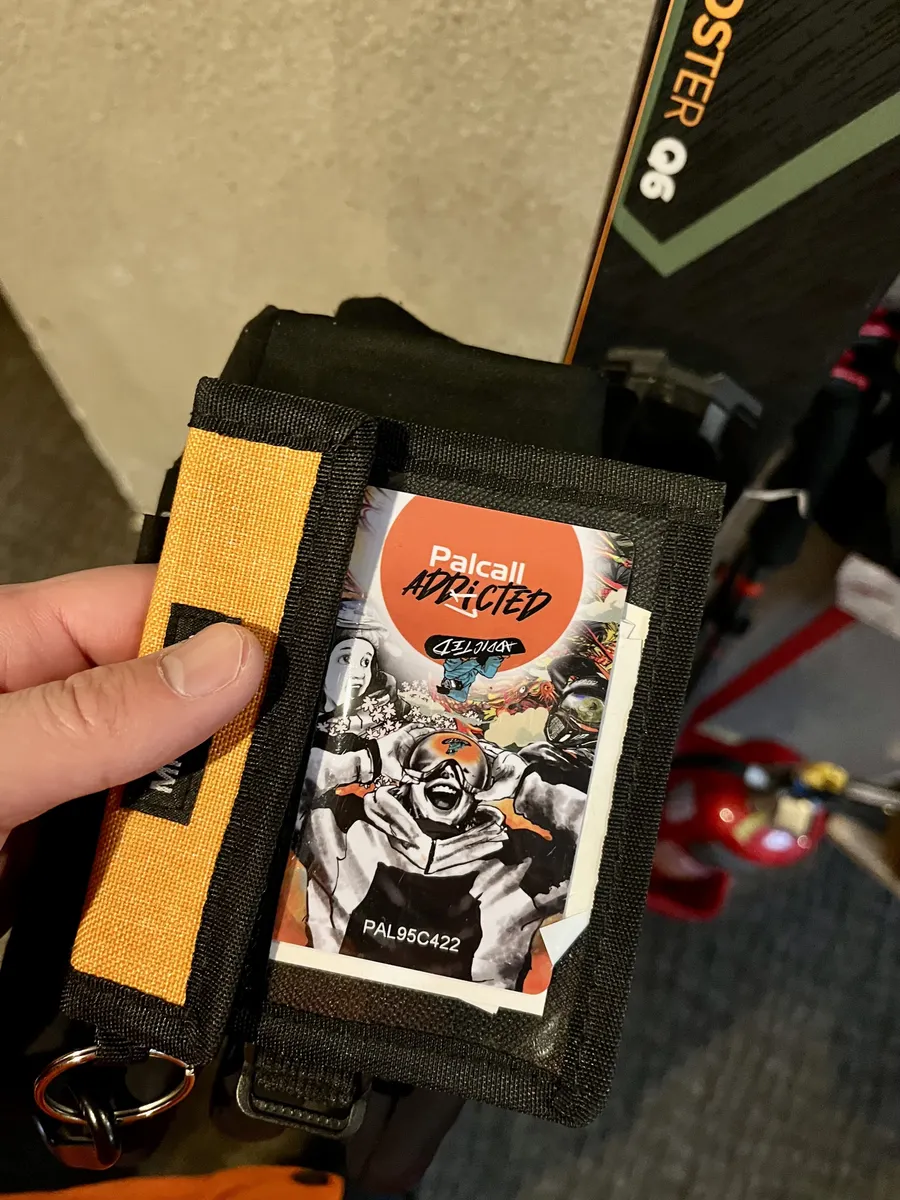 OSTER Q6
Palcall
ADDiCTED
ADDICTED
PAL95C422